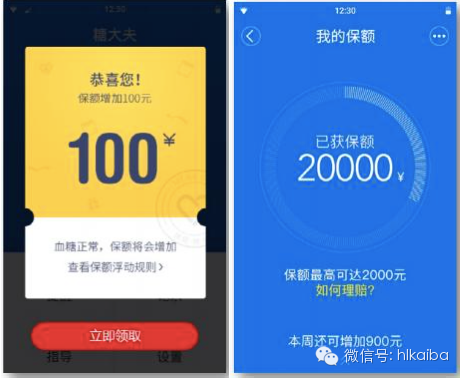 12:30
糖大夫
恭喜您！
保额增加100元
100 ¥
血糖正常，保额将会增加
查看保额浮动规则>
立即领取
指导
设置
12:30
我的保额
已获保额
20000 ¥
保额最高可达2000元
如何理赔?
本周还可增加900元
微信号: hlkaiba